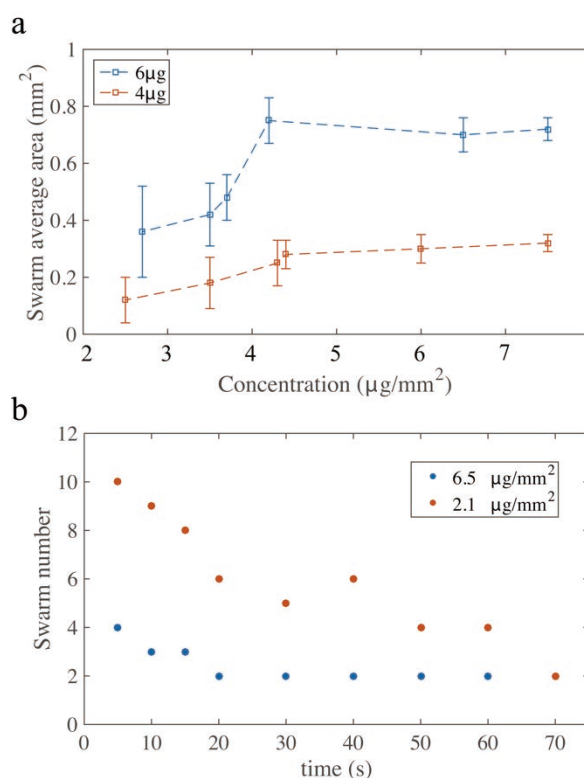 a
1
0.8
0.6
0.4
0.2
0
Swarm average area (mm²)
6µg
4µg
2 3 4 5 6 7
Concentration (µg/mm²)
b
12
10
8
6
4
2
0
Swarm number
6.5 µg/mm²
2.1 µg/mm²
0 10 20 30 40 50 60 70
time (s)